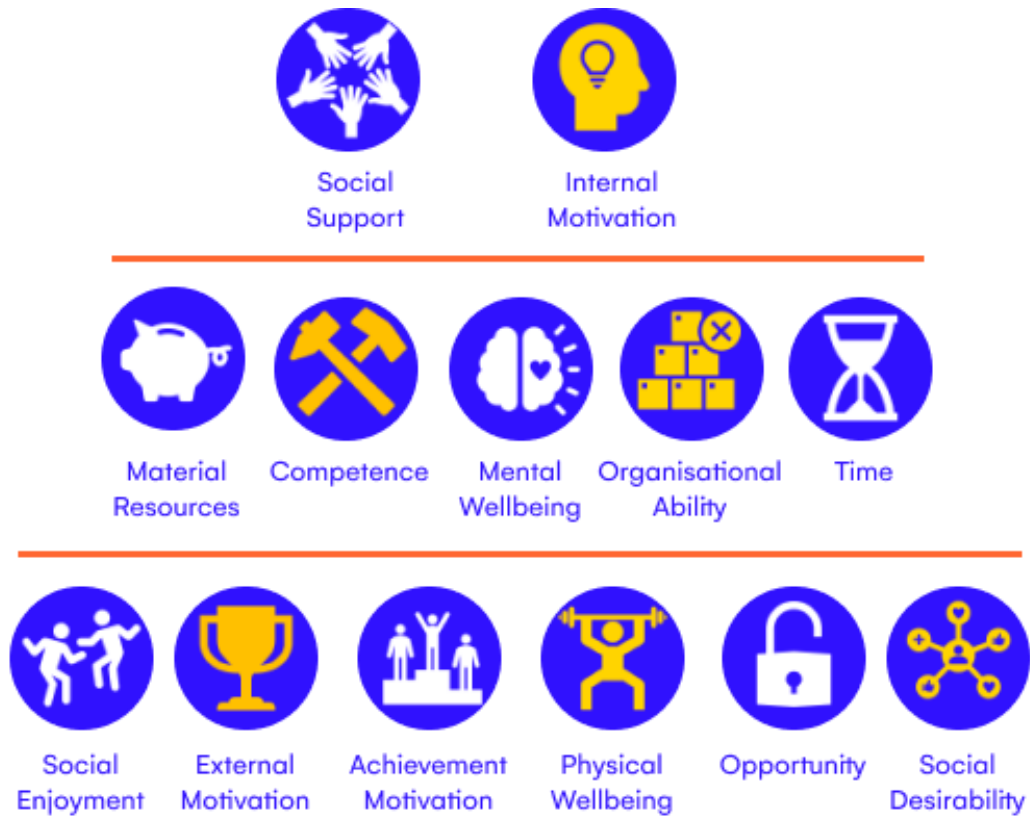 Social
Support
Internal
Motivation
Material
Resources
Competence
Mental
Wellbeing
Organisational
Ability
Time
Social
Enjoyment
External
Motivation
Achievement
Motivation
Physical
Wellbeing
Opportunity
Social
Desirability